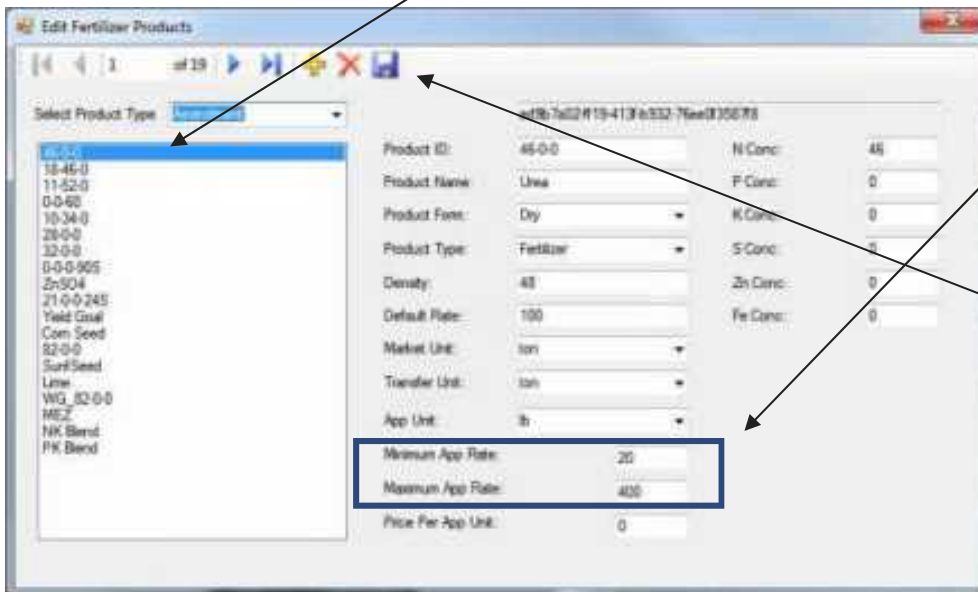 Edit Fertilizer Products
1 of 19
Select Product Type
46-0-0
18-46-0
11-52-0
0-0-60
10-34-0
28-0-0
32-0-0
0-0-0-90S
ZnSO4
21-0-0-24S
Yield Goal
Corn Seed
82-0-0
SunfSeed
Lime
WG_82-0-0
MEZ
NK Blend
PK Blend
Product ID: 46-0-0
Product Name: Urea
Product Form: Dry
Product Type: Fertilizer
Density: 48
Default Rate: 100
Market Unit: ton
Transfer Unit: ton
App Unit: lb
Minimum App Rate: 20
Maximum App Rate: 400
Price Per App Unit: 0
N Conc: 46
P Conc: 0
K Conc: 0
S Conc: 0
Zn Conc: 0
Fe Conc: 0